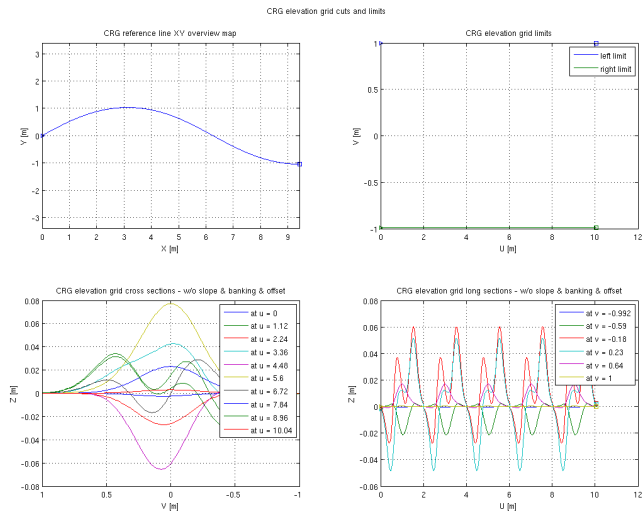 CRG elevation grid cuts and limits
CRG reference line XY overview map
3
2
1
0
-1
-2
-3
Y [m]
0 1 2 3 4 5 6 7 8 9
X [m]
CRG elevation grid limits
1
0.5
0
-0.5
-1
V [m]
0 2 4 6 8 10 12
U [m]
left limit
right limit
CRG elevation grid cross sections - w/o slope & banking & offset
0.08
0.06
0.04
0.02
0
-0.02
-0.04
-0.06
-0.08
Z [m]
1 0.5 0 -0.5 -1
V [m]
at u = 0
at u = 1.12
at u = 2.24
at u = 3.36
at u = 4.48
at u = 5.6
at u = 6.72
at u = 7.84
at u = 8.96
at u = 10.04
CRG elevation grid long sections - w/o slope & banking & offset
0.08
0.06
0.04
0.02
0
-0.02
-0.04
-0.06
Z [m]
0 2 4 6 8 10 12
U [m]
at v = -0.992
at v = -0.59
at v = -0.18
at v = 0.23
at v = 0.64
at v = 1